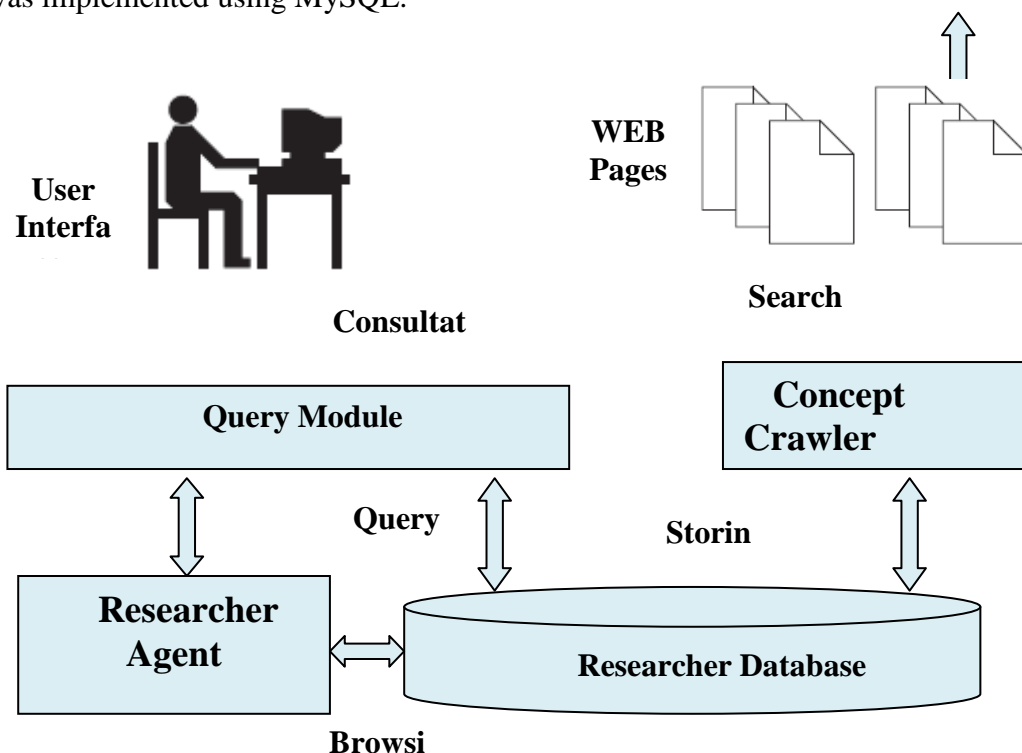 was implemented using MySQL.
WEB
Pages
User
Interfa
Search
Consultat
Concept
Crawler
Query Module
Query
Storin
Researcher
Agent
Researcher Database
Browsi